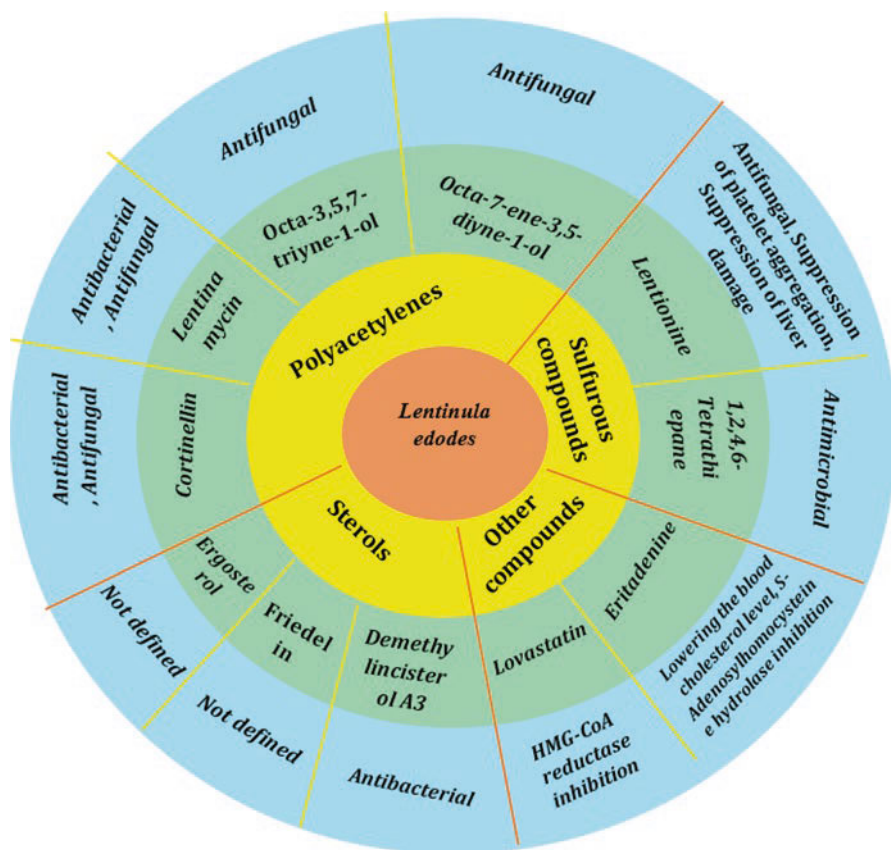 Lentinula
edodes
Polyacetylenes
Sulfurous
compounds
Other
compounds
Sterols
Octa-7-ene-3,5-
diyne-1-ol
Lentionine
1,2,4,6-
Tetrathi
epane
Eritadenine
Lovastatin
Demethy
lincister
ol A3
Friedel
in
Ergoste
rol
Cortinellin
Lentina
mycin
Octa-3,5,7-
triyne-1-ol
Antifungal
Antifungal, Suppression
of platelet aggregation,
Suppression of liver
damage
Antimicrobial
Lowering the blood
cholesterol level, S-
Adenosylhomocystein
e hydrolase inhibition
HMG-CoA
reductase
inhibition
Antibacterial
Not defined
Not defined
Antibacterial
, Antifungal
Antibacterial
, Antifungal
Antifungal